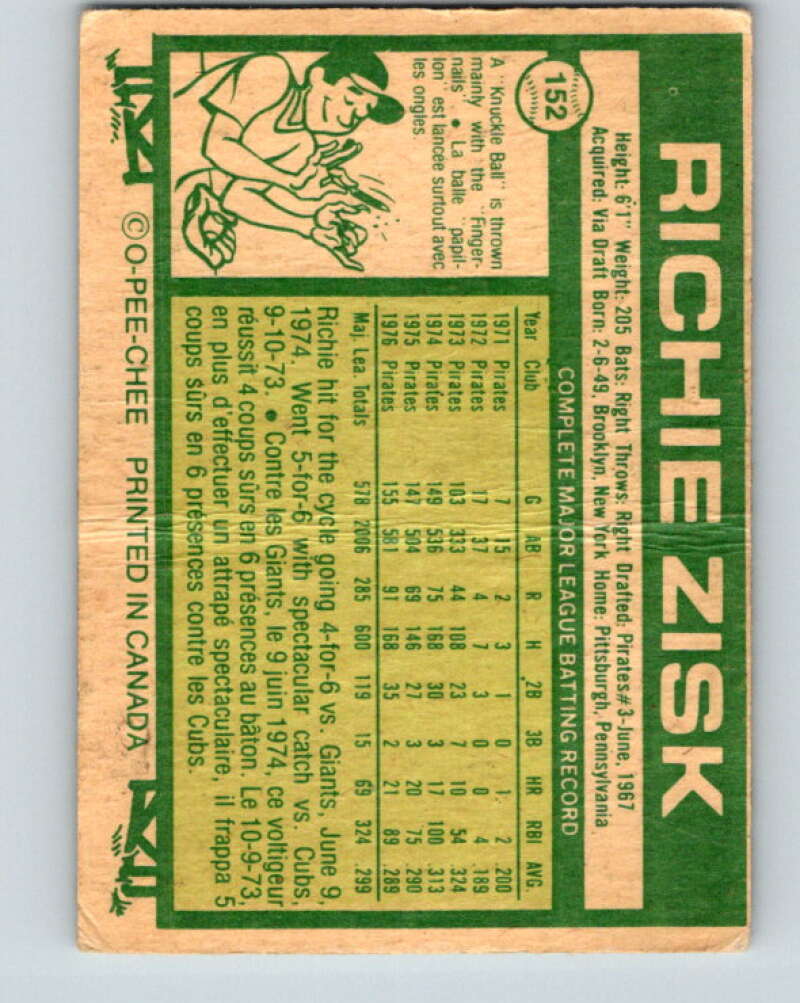 RICHIE ZISK
Height: 6'1" Weight: 205 Bats: Right Throws: Right Drafted: Pirates #3-June, 1967
Acquired: Via Draft Born: 2-6-49, Brooklyn, New York Home: Pittsburgh, Pennsylvania
152
COMPLETE MAJOR LEAGUE BATTING RECORD
A "Knuckle Ball" is thrown
mainly with the "Finger-
nails". • La balle "papil-
lon" est lancée surtout avec
les ongles.
Year Club G AB R H 2B 3B HR RBI AVG.
1971 Pirates 7 15 2 3 1 0 1 2 .200
1972 Pirates 17 37 4 7 3 0 0 4 .189
1973 Pirates 103 333 44 108 23 7 10 54 .324
1974 Pirates 149 536 75 168 30 3 17 100 .313
1975 Pirates 147 504 69 146 27 3 20 75 .290
1976 Pirates 155 581 91 168 35 2 21 89 .289
Maj. Lea. Totals 578 2006 285 600 119 15 69 324 .299
Richie hit for the cycle going 4-for-6 vs. Giants, June 9,
1974. Went 5-for-6 with spectacular catch vs. Cubs,
9-10-73. • Contre les Giants, le 9 juin 1974, ce voltigeur
réussit 4 coups sûrs en 6 présences au bâton. Le 10-9-73,
en plus d'effectuer un attrapé spectaculaire, il frappa 5
coups sûrs en 6 présences contre les Cubs.
©O-PEE-CHEE PRINTED IN CANADA